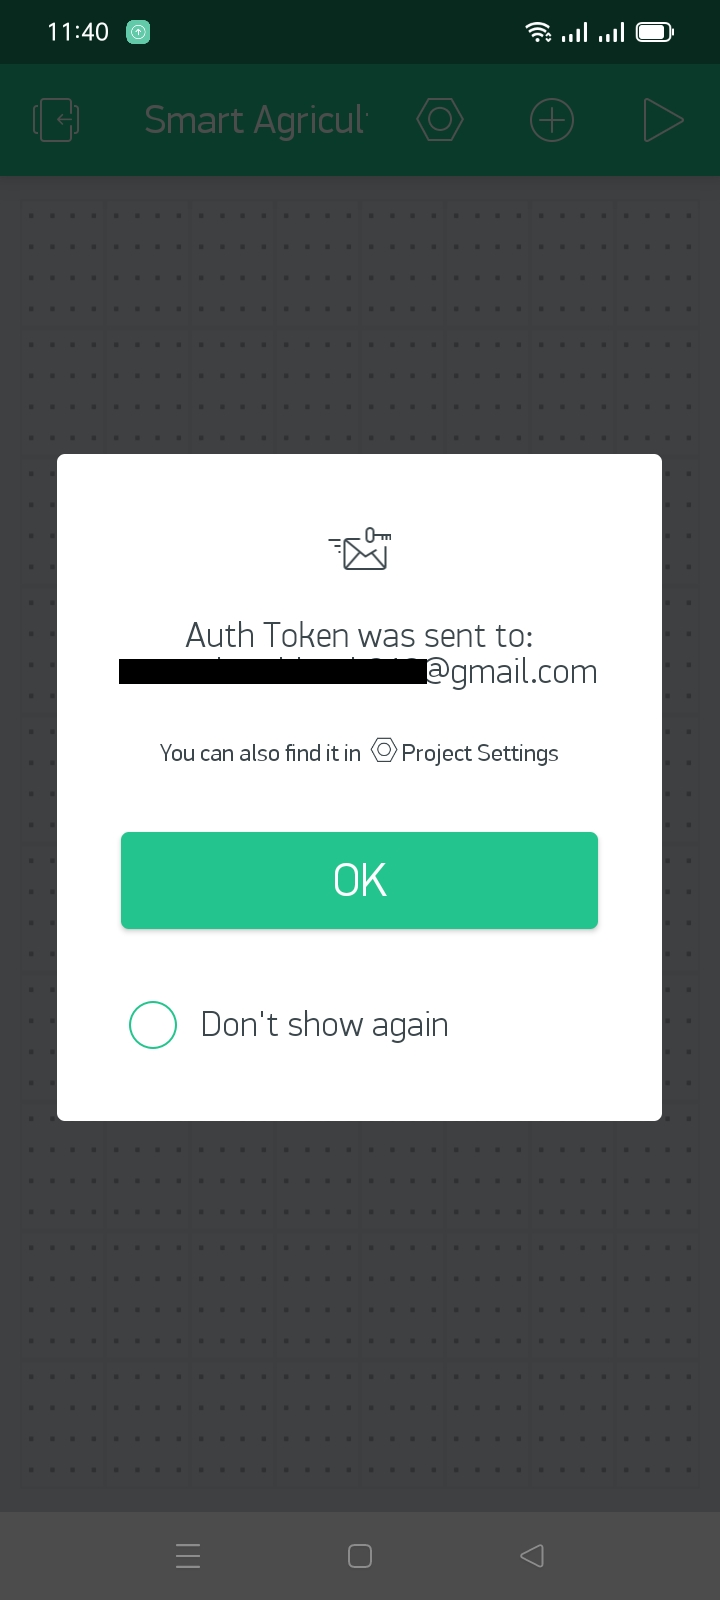 11:40
Smart Agricul
Auth Token was sent to:
@gmail.com
You can also find it in Project Settings
OK
Don't show again